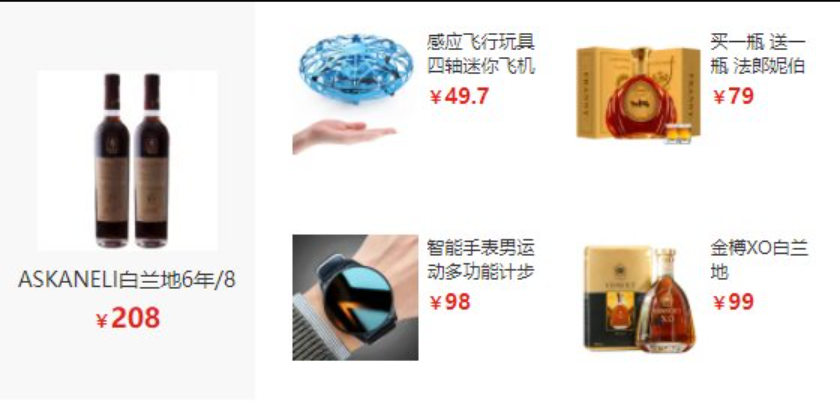 ASKANELI白兰地6年/8
￥208
感应飞行玩具
四轴迷你飞机
￥49.7
买一瓶 送一
瓶 法郎妮伯
￥79
智能手表男运
动多功能计步
￥98
金樽XO白兰
地
￥99